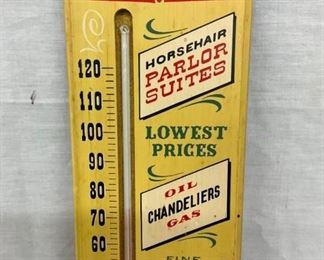 HORSEHAIR
PARLOR
SUITES
LOWEST
PRICES
OIL
CHANDELIERS
GAS
FINE
120
110
100
90
80
70
60